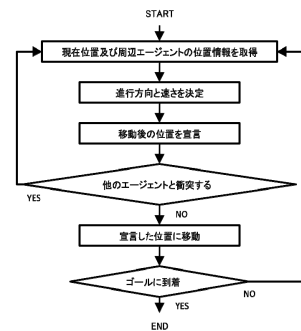 START
現在位置及び周辺エージェントの位置情報を取得
進行方向と速さを決定
移動後の位置を宣言
他のエージェントと衝突する
YES
NO
宣言した位置に移動
ゴールに到着
NO
YES
END